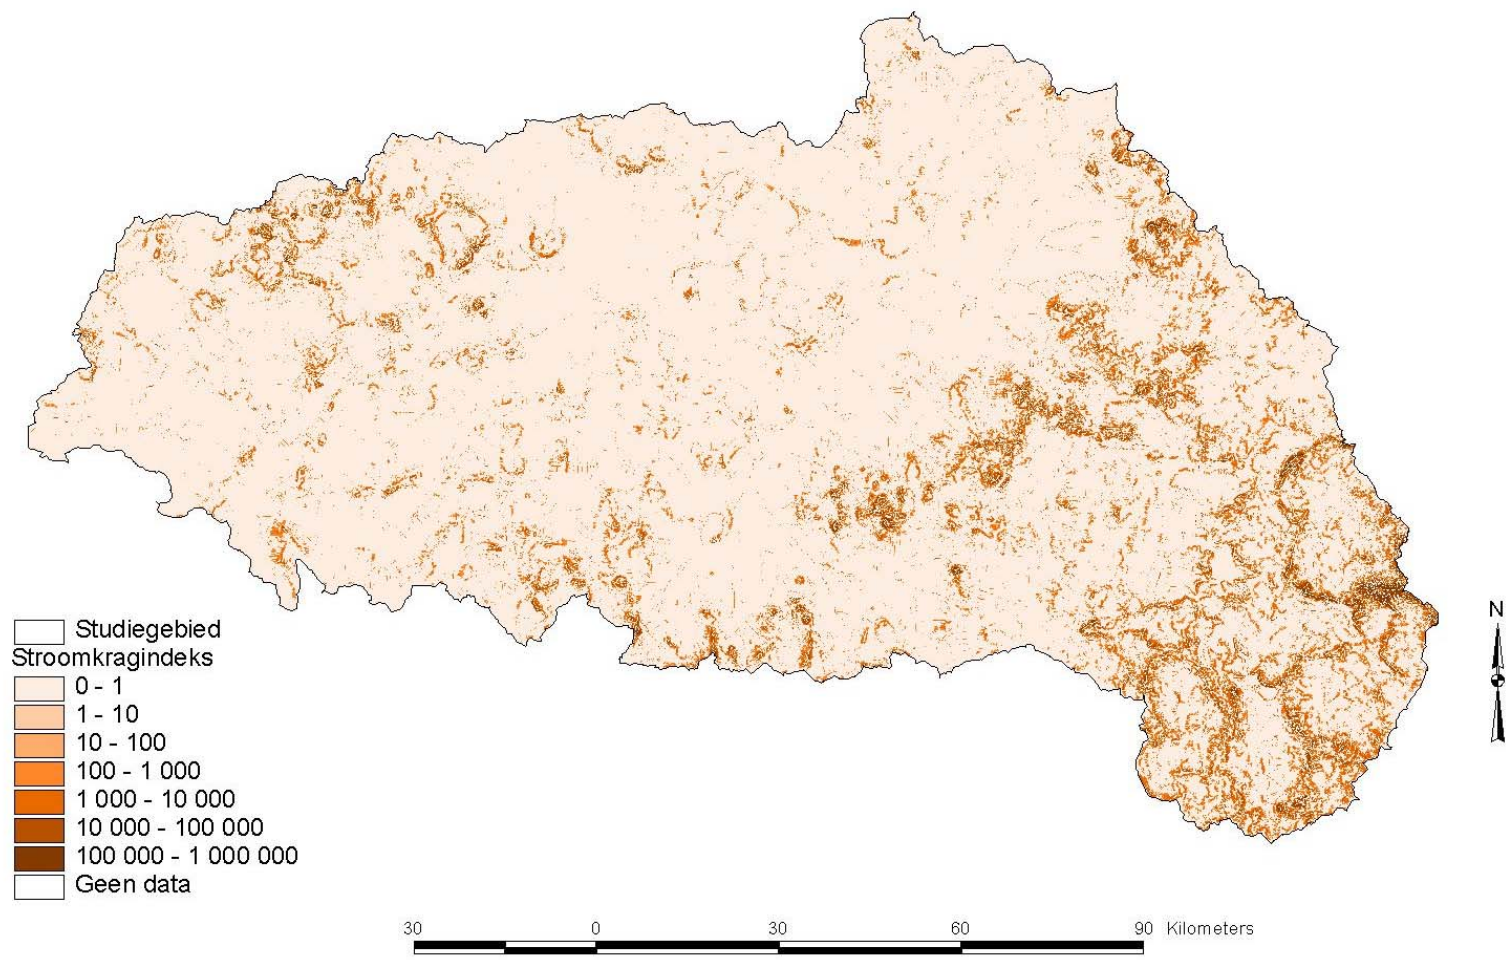 N
Studiegebied
Stroomkragindeks
0 - 1
1 - 10
10 - 100
100 - 1 000
1 000 - 10 000
10 000 - 100 000
100 000 - 1 000 000
Geen data
30 0 30 60 90 Kilometers